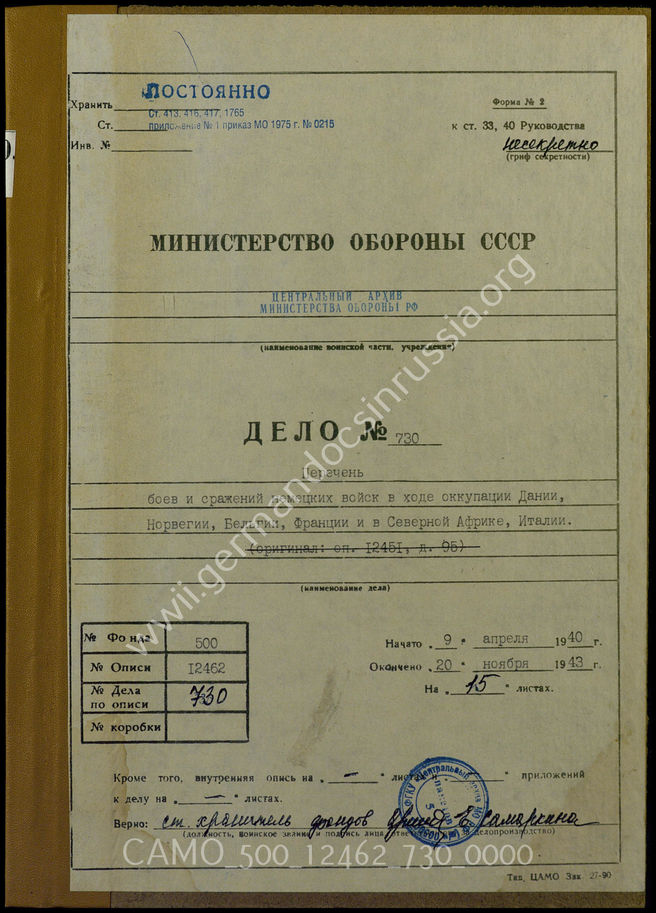 Хранить ПОСТОЯННО
Ст. 413, 416, 417, 1765
Ст. приложение № 1 приказ МО 1975 г. № 0215
Инв. №
Форма № 2
к ст. 33, 40 Руководства
несекретно
(гриф секретности)
МИНИСТЕРСТВО ОБОРОНЫ СССР
ЦЕНТРАЛЬНЫЙ АРХИВ
МИНИСТЕРСТВА ОБОРОНЫ РФ
(наименование воинской части, учреждения)
ДЕЛО № 730
Перечень
боев и сражений немецких войск в ходе оккупации Дании,
Норвегии, Бельгии, Франции и в Северной Африке, Италии.
(оригинал: оп. 12451, д. 95)
(наименование дела)
№ Фонда 500
№ Описи 12462
№ Дела по описи 730
№ коробки
Начато „ 9 " апреля 1940 г.
Окончено „ 20 " ноября 1943 г.
На „ 15 " листах.
Кроме того, внутренняя опись на „ — " листах и " приложений
к делу на „ — " листах.
Верно: ст. хранитель фондов Е. Самаркина
(должность, воинское звание и подпись лица, делопроизводство)
Тип. ЦАМО Зак. 27-90
CAMO_500_12462_730_0000
wwii.germandocsinrussia.org